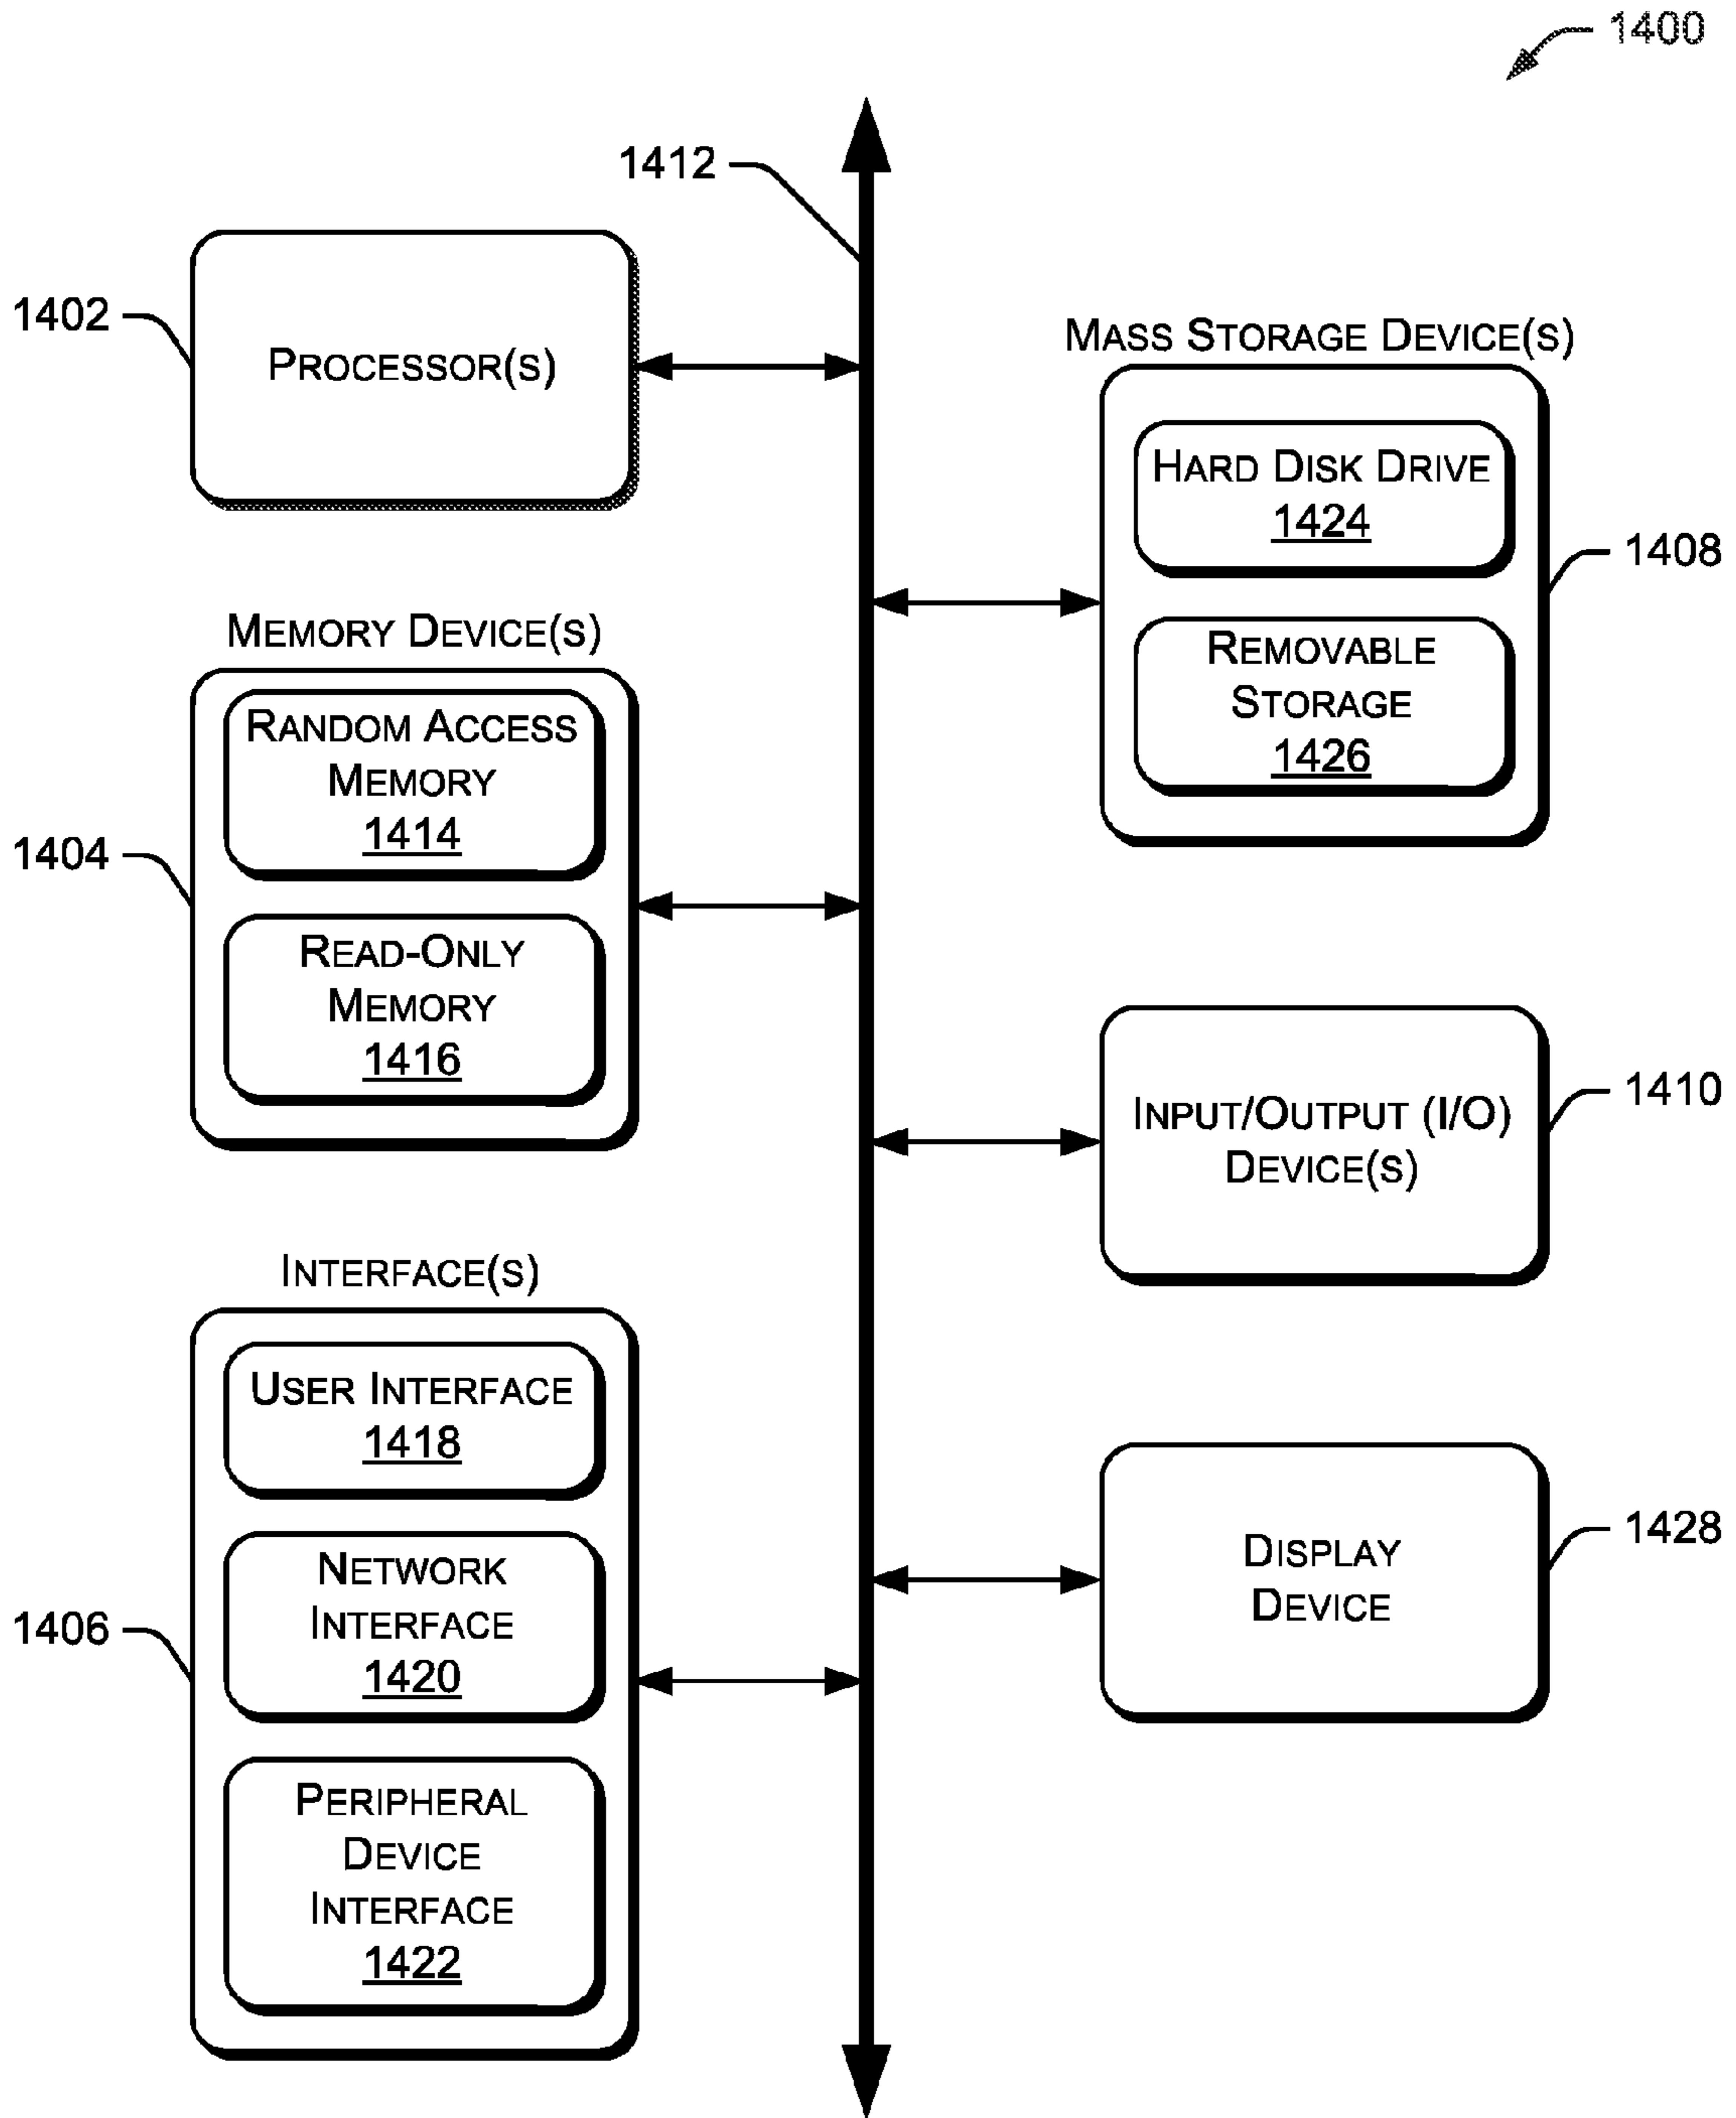 1400
1412
1402
PROCESSOR(S)
MASS STORAGE DEVICE(S)
HARD DISK DRIVE
1424
1408
REMOVABLE
STORAGE
1426
MEMORY DEVICE(S)
RANDOM ACCESS
MEMORY
1414
1404
READ-ONLY
MEMORY
1416
INPUT/OUTPUT (I/O)
DEVICE(S)
1410
INTERFACE(S)
USER INTERFACE
1418
NETWORK
INTERFACE
1420
1406
PERIPHERAL
DEVICE
INTERFACE
1422
DISPLAY
DEVICE
1428